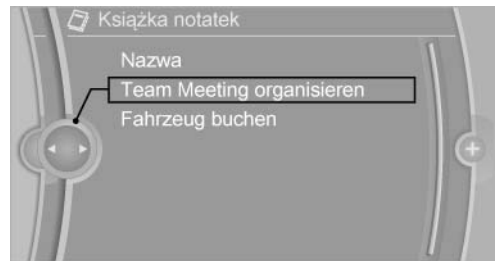 Książka notatek
Nazwa
Team Meeting organisieren
Fahrzeug buchen